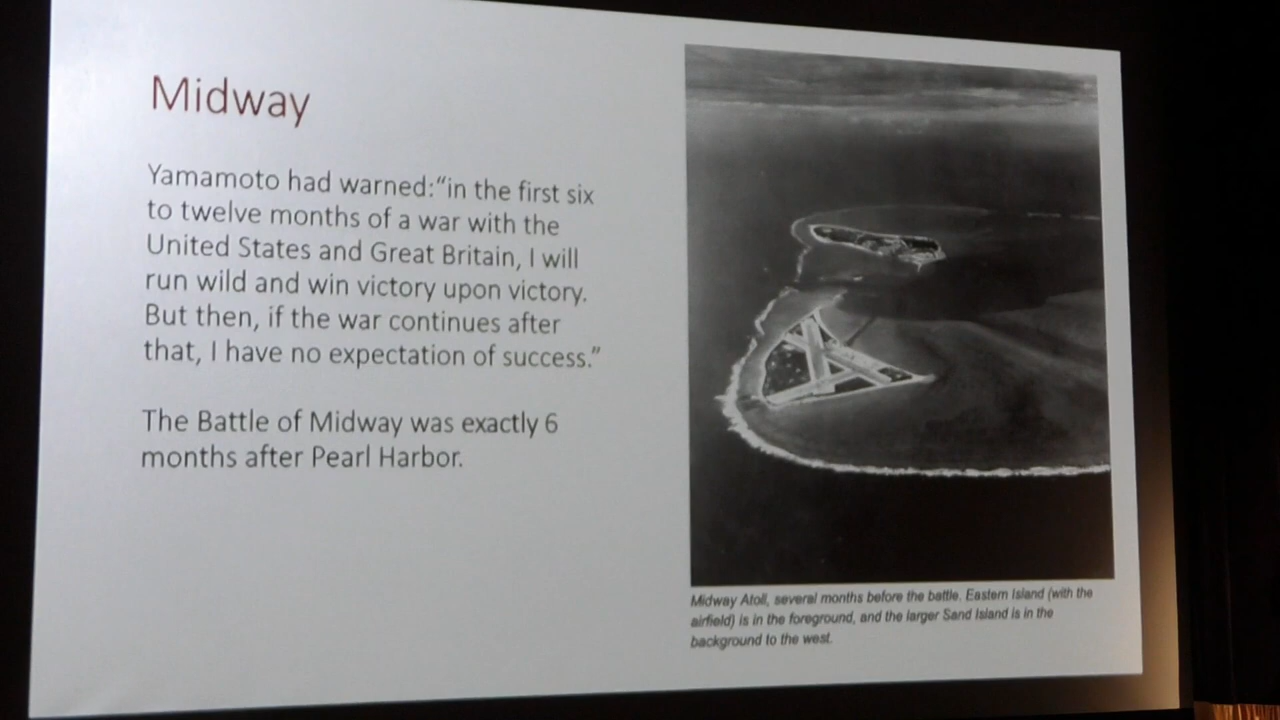 Midway
Yamamoto had warned:“in the first six
to twelve months of a war with the
United States and Great Britain, I will
run wild and win victory upon victory.
But then, if the war continues after
that, I have no expectation of success.”
The Battle of Midway was exactly 6
months after Pearl Harbor.
Midway Atoll, several months before the battle. Eastern Island (with the
airfield) is in the foreground, and the larger Sand Island is in the
background to the west.